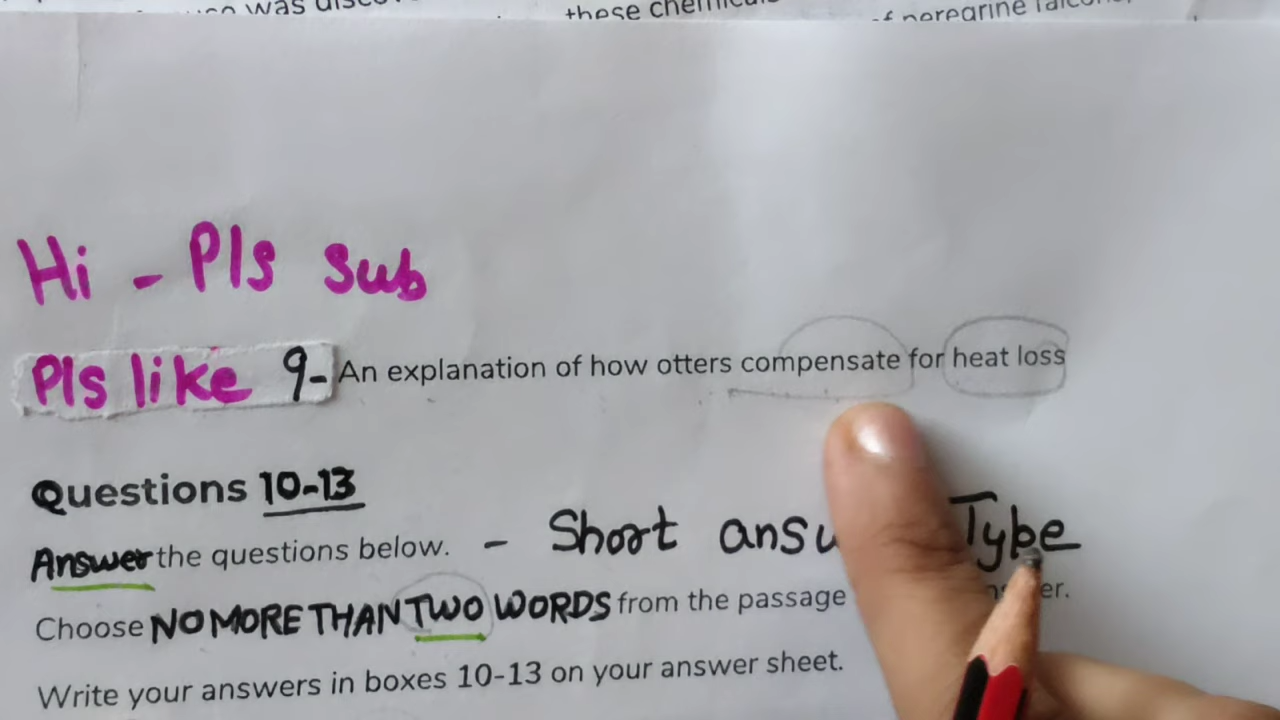 was
these
peregrine
Hi - Pls sub
Pls like 9- An explanation of how otters compensate for heat loss
Questions 10-13
Answer the questions below. - Short Type
Choose NO MORE THAN TWO WORDS from the passage
Write your answers in boxes 10-13 on your answer sheet.